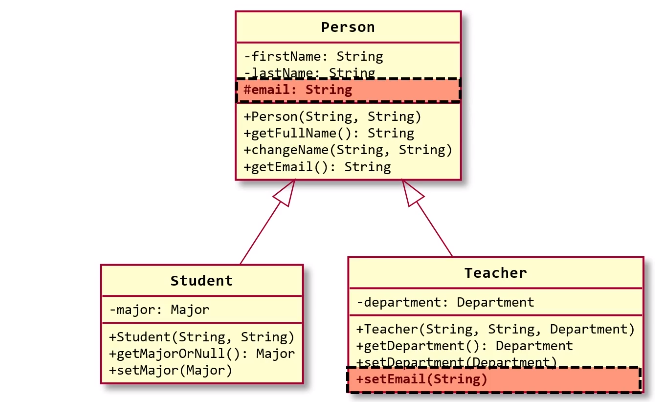 Person
-firstName: String
-lastName: String
#email: String
+Person(String, String)
+getFullName(): String
+changeName(String, String)
+getEmail(): String
Student
-major: Major
+Student(String, String)
+getMajorOrNull(): Major
+setMajor(Major)
Teacher
-department: Department
+Teacher(String, String, Department)
+getDepartment(): Department
+setDepartment(Department)
+setEmail(String)